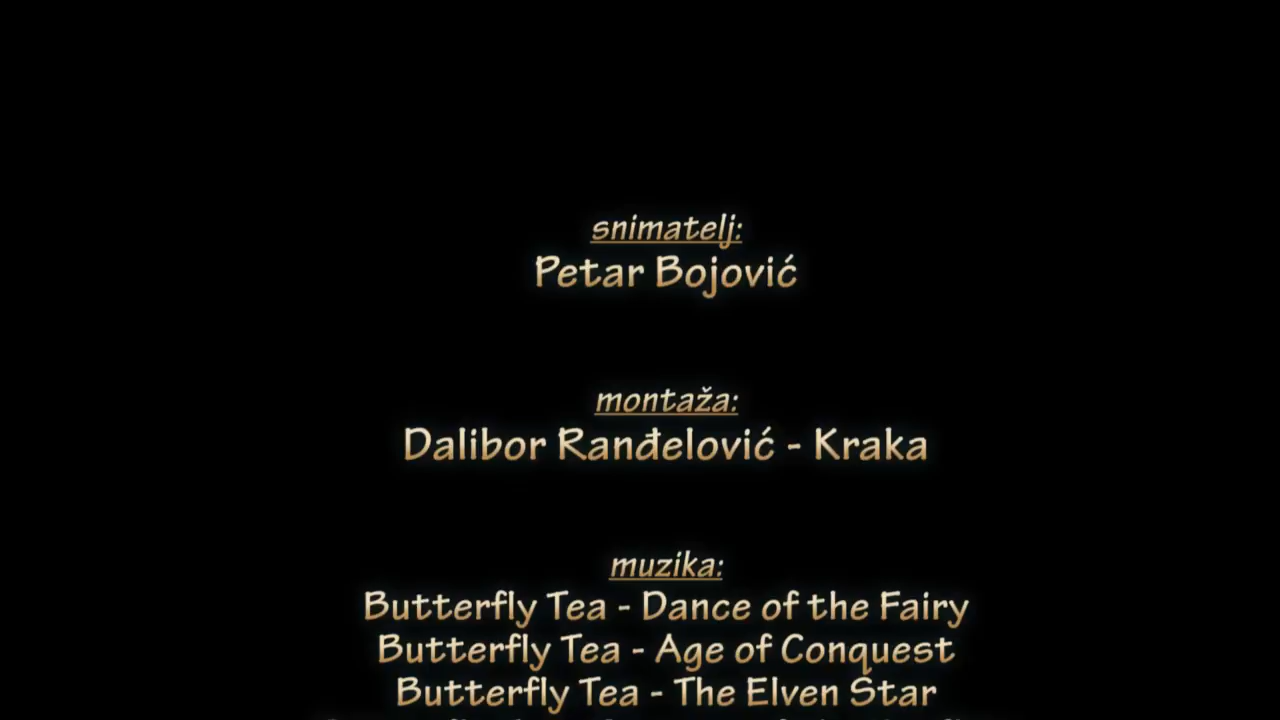 snimatelj:
Petar Bojović
montaža:
Dalibor Ranđelović - Kraka
muzika:
Butterfly Tea - Dance of the Fairy
Butterfly Tea - Age of Conquest
Butterfly Tea - The Elven Star